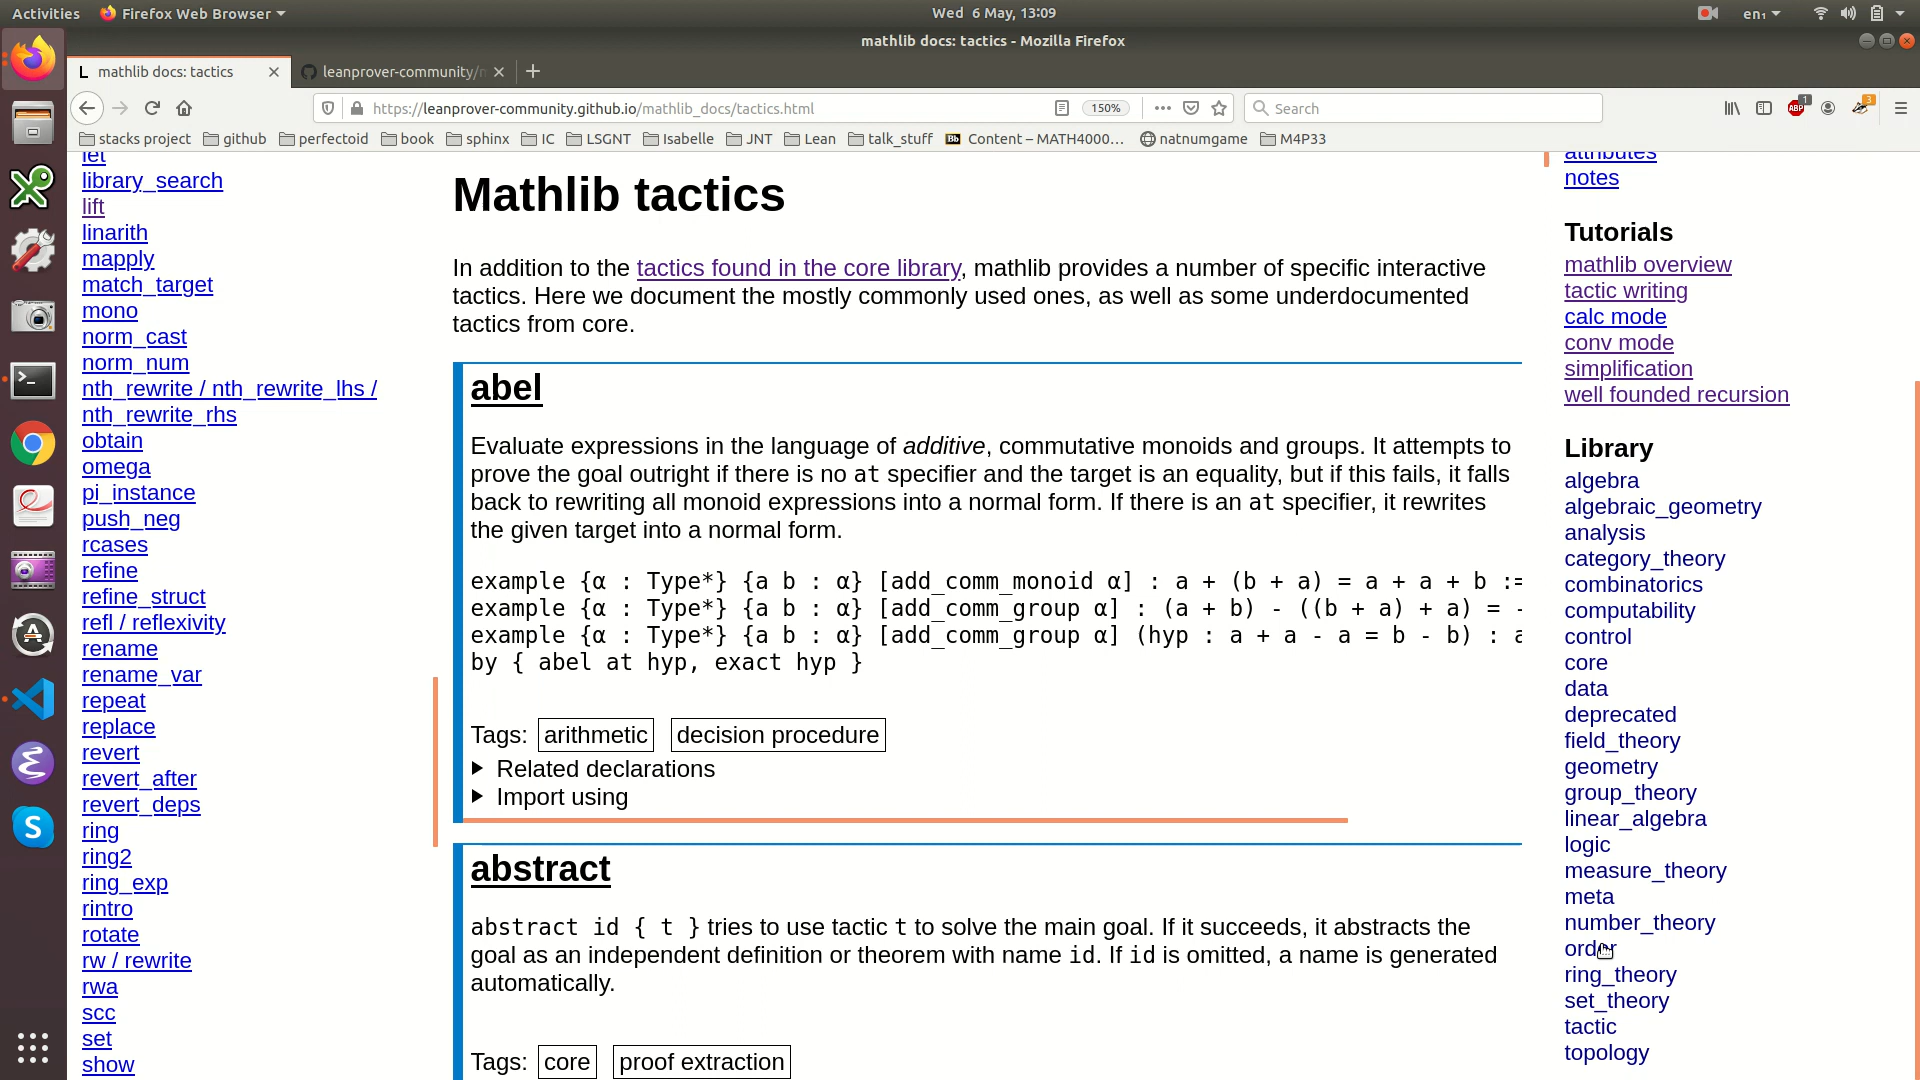 Activities
Firefox Web Browser
Wed 6 May, 13:09
en₁
mathlib docs: tactics - Mozilla Firefox
L mathlib docs: tactics
leanprover-community/
https://leanprover-community.github.io/mathlib_docs/tactics.html
150%
Search
ABP
1
3
stacks project
github
perfectoid
book
sphinx
IC
LSGNT
Isabelle
JNT
Lean
talk_stuff
Bb Content – MATH4000…
natnumgame
M4P33
let
library_search
lift
linarith
mapply
match_target
mono
norm_cast
norm_num
nth_rewrite / nth_rewrite_lhs /
nth_rewrite_rhs
obtain
omega
pi_instance
push_neg
rcases
refine
refine_struct
refl / reflexivity
rename
rename_var
repeat
replace
revert
revert_after
revert_deps
ring
ring2
ring_exp
rintro
rotate
rw / rewrite
rwa
scc
set
show
Mathlib tactics
In addition to the tactics found in the core library, mathlib provides a number of specific interactive
tactics. Here we document the mostly commonly used ones, as well as some underdocumented
tactics from core.
abel
Evaluate expressions in the language of additive, commutative monoids and groups. It attempts to
prove the goal outright if there is no at specifier and the target is an equality, but if this fails, it falls
back to rewriting all monoid expressions into a normal form. If there is an at specifier, it rewrites
the given target into a normal form.
example {α : Type*} {a b : α} [add_comm_monoid α] : a + (b + a) = a + a + b :=
example {α : Type*} {a b : α} [add_comm_group α] : (a + b) - ((b + a) + a) = -
example {α : Type*} {a b : α} [add_comm_group α] (hyp : a + a - a = b - b) : a
by { abel at hyp, exact hyp }
Tags: arithmetic decision procedure
Related declarations
Import using
abstract
abstract id { t } tries to use tactic t to solve the main goal. If it succeeds, it abstracts the
goal as an independent definition or theorem with name id. If id is omitted, a name is generated
automatically.
Tags: core proof extraction
attributes
notes
Tutorials
mathlib overview
tactic writing
calc mode
conv mode
simplification
well founded recursion
Library
algebra
algebraic_geometry
analysis
category_theory
combinatorics
computability
control
core
data
deprecated
field_theory
geometry
group_theory
linear_algebra
logic
measure_theory
meta
number_theory
order
ring_theory
set_theory
tactic
topology